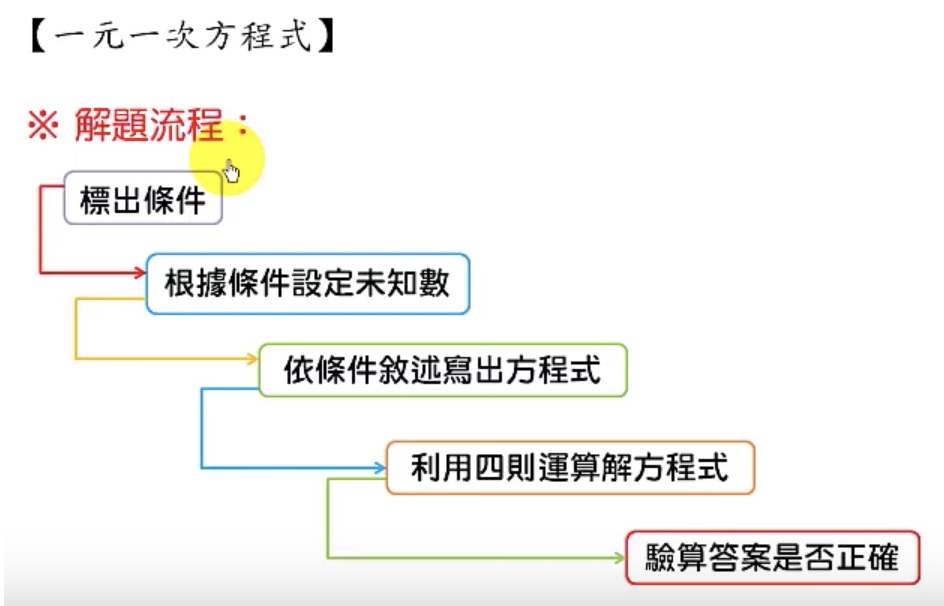 【一元一次方程式】
※ 解題流程：
標出條件
根據條件設定未知數
依條件敘述寫出方程式
利用四則運算解方程式
驗算答案是否正確